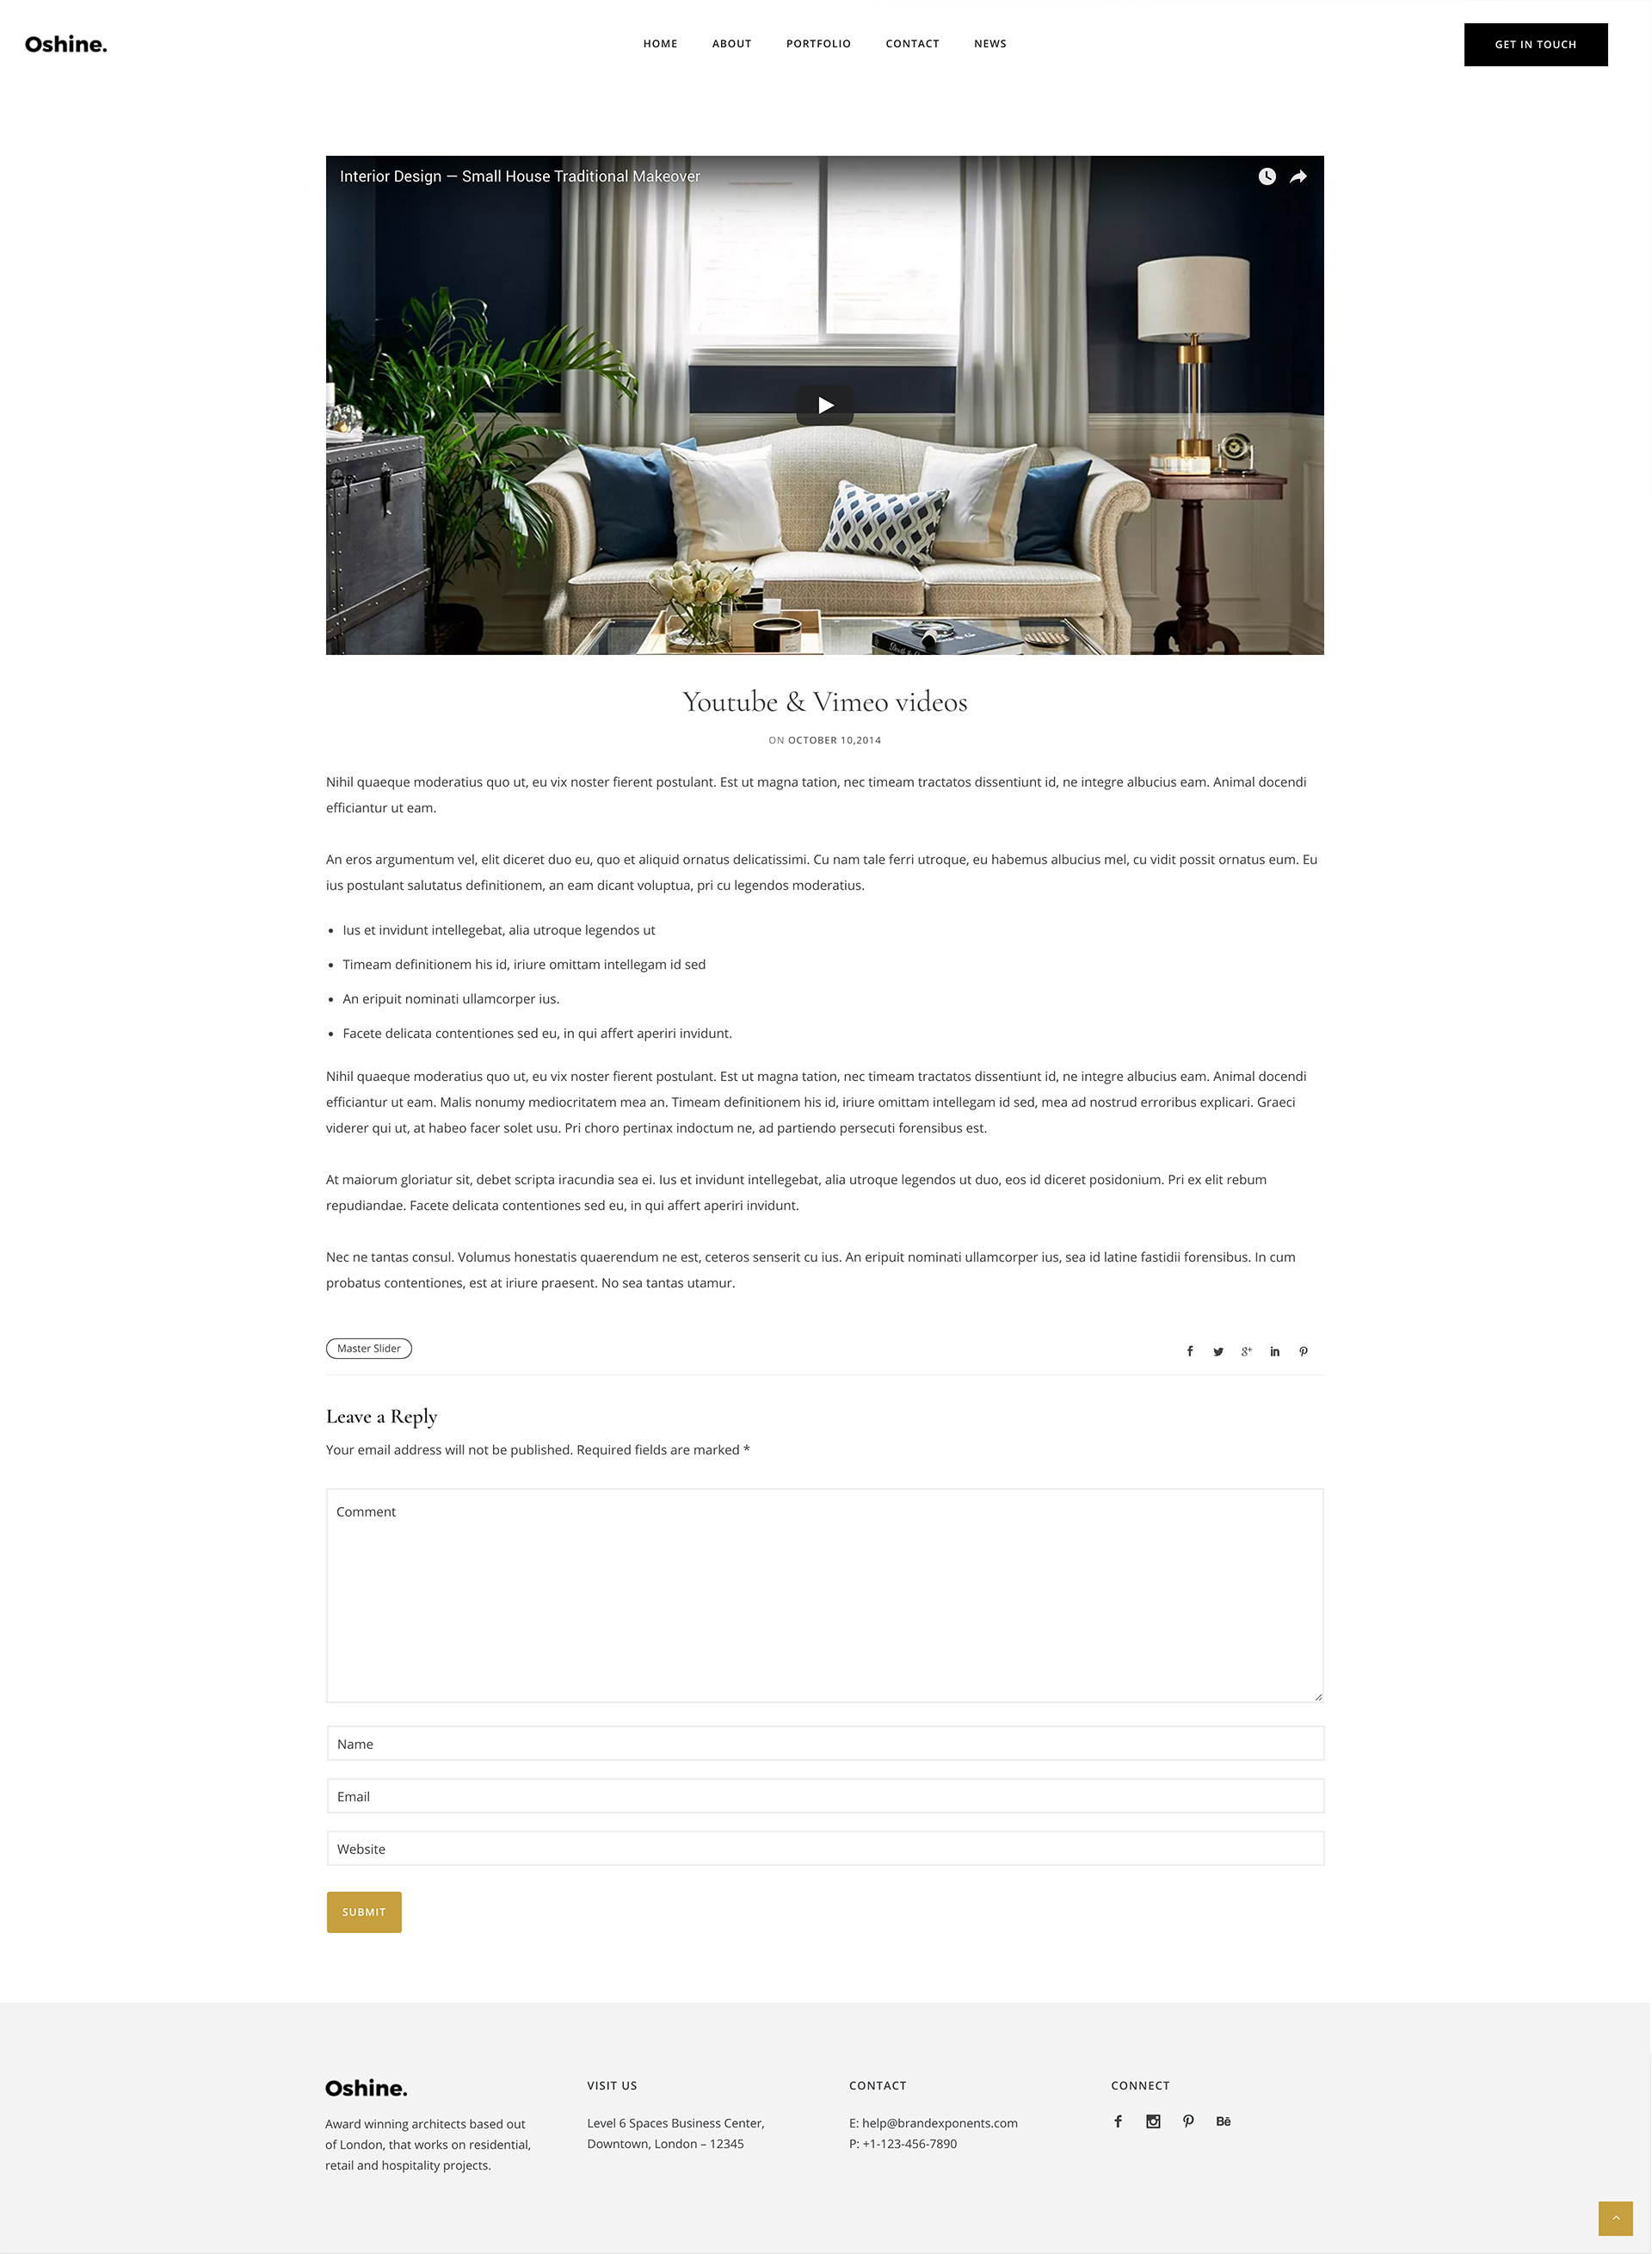 Oshine.
HOME ABOUT PORTFOLIO CONTACT NEWS
GET IN TOUCH
Interior Design — Small House Traditional Makeover
Youtube & Vimeo videos
ON OCTOBER 10,2014
Nihil quaeque moderatius quo ut, eu vix noster fierent postulant. Est ut magna tation, nec timeam tractatos dissentiunt id, ne integre albucius eam. Animal docendi
efficiantur ut eam.
An eros argumentum vel, elit diceret duo eu, quo et aliquid ornatus delicatissimi. Cu nam tale ferri utroque, eu habemus albucius mel, cu vidit possit ornatus eum. Eu
ius postulant salutatus definitionem, an eam dicant voluptua, pri cu legendos moderatius.
• Ius et invidunt intellegebat, alia utroque legendos ut
• Timeam definitionem his id, iriure omittam intellegam id sed
• An eripuit nominati ullamcorper ius.
• Facete delicata contentiones sed eu, in qui affert aperiri invidunt.
Nihil quaeque moderatius quo ut, eu vix noster fierent postulant. Est ut magna tation, nec timeam tractatos dissentiunt id, ne integre albucius eam. Animal docendi
efficiantur ut eam. Malis nonumy mediocritatem mea an. Timeam definitionem his id, iriure omittam intellegam id sed, mea ad nostrud erroribus explicari. Graeci
viderer qui ut, at habeo facer solet usu. Pri choro pertinax indoctum ne, ad partiendo persecuti forensibus est.
At maiorum gloriatur sit, debet scripta iracundia sea ei. Ius et invidunt intellegebat, alia utroque legendos ut duo, eos id diceret posidonium. Pri ex elit rebum
repudiandae. Facete delicata contentiones sed eu, in qui affert aperiri invidunt.
Nec ne tantas consul. Volumus honestatis quaerendum ne est, ceteros senserit cu ius. An eripuit nominati ullamcorper ius, sea id latine fastidii forensibus. In cum
probatus contentiones, est at iriure praesent. No sea tantas utamur.
Master Slider
Leave a Reply
Your email address will not be published. Required fields are marked *
Comment
Name
Email
Website
SUBMIT
Oshine.
Award winning architects based out
of London, that works on residential,
retail and hospitality projects.
VISIT US
Level 6 Spaces Business Center,
Downtown, London – 12345
CONTACT
E: help@brandexponents.com
P: +1-123-456-7890
CONNECT
Bē